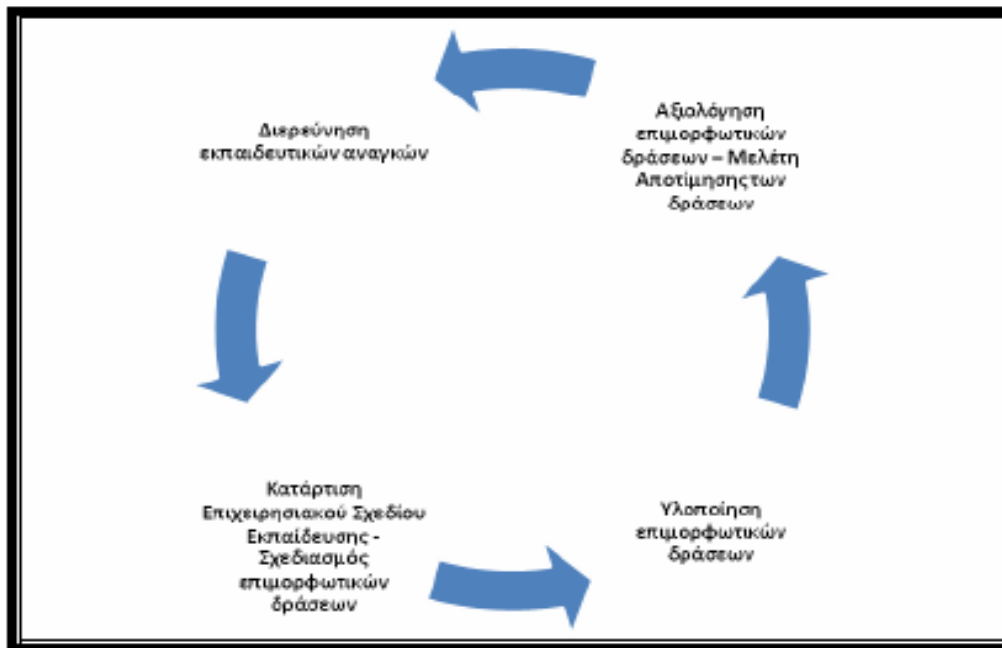 Διερεύνηση
εκπαιδευτικών αναγκών
Αξιολόγηση
επιμορφωτικών
δράσεων – Μελέτη
Αποτίμησης των
δράσεων
Κατάρτιση
Επιχειρησιακού Σχεδίου
Εκπαίδευσης -
Σχεδιασμός
επιμορφωτικών
δράσεων
Υλοποίηση
επιμορφωτικών
δράσεων